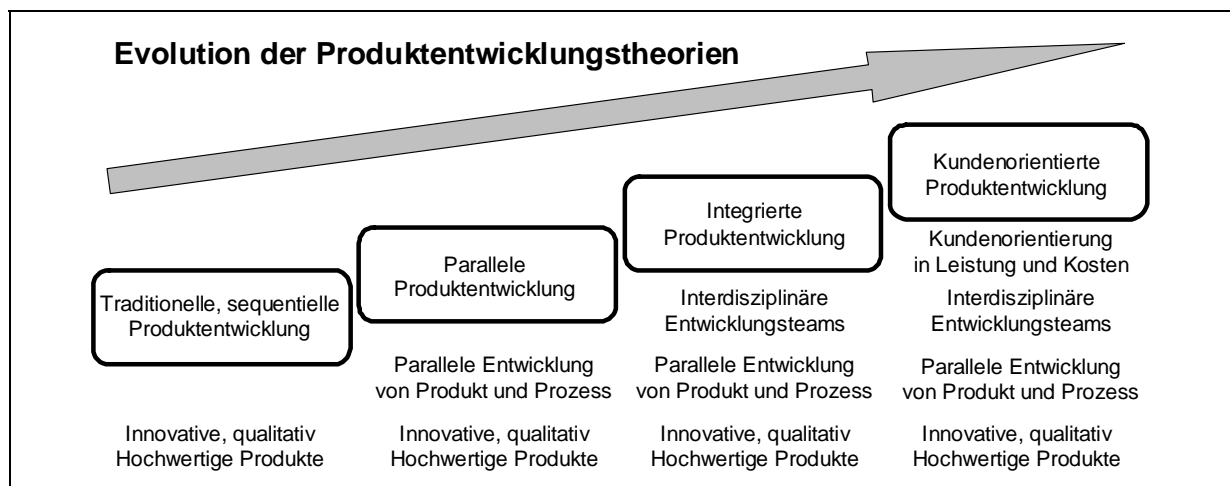 Evolution der Produktentwicklungstheorien
Traditionelle, sequentielle
Produktentwicklung
Innovative, qualitativ
Hochwertige Produkte
Parallele
Produktentwicklung
Parallele Entwicklung
von Produkt und Prozess
Innovative, qualitativ
Hochwertige Produkte
Integrierte
Produktentwicklung
Interdisziplinäre
Entwicklungsteams
Parallele Entwicklung
von Produkt und Prozess
Innovative, qualitativ
Hochwertige Produkte
Kundenorientierte
Produktentwicklung
Kundenorientierung
in Leistung und Kosten
Interdisziplinäre
Entwicklungsteams
Parallele Entwicklung
von Produkt und Prozess
Innovative, qualitativ
Hochwertige Produkte